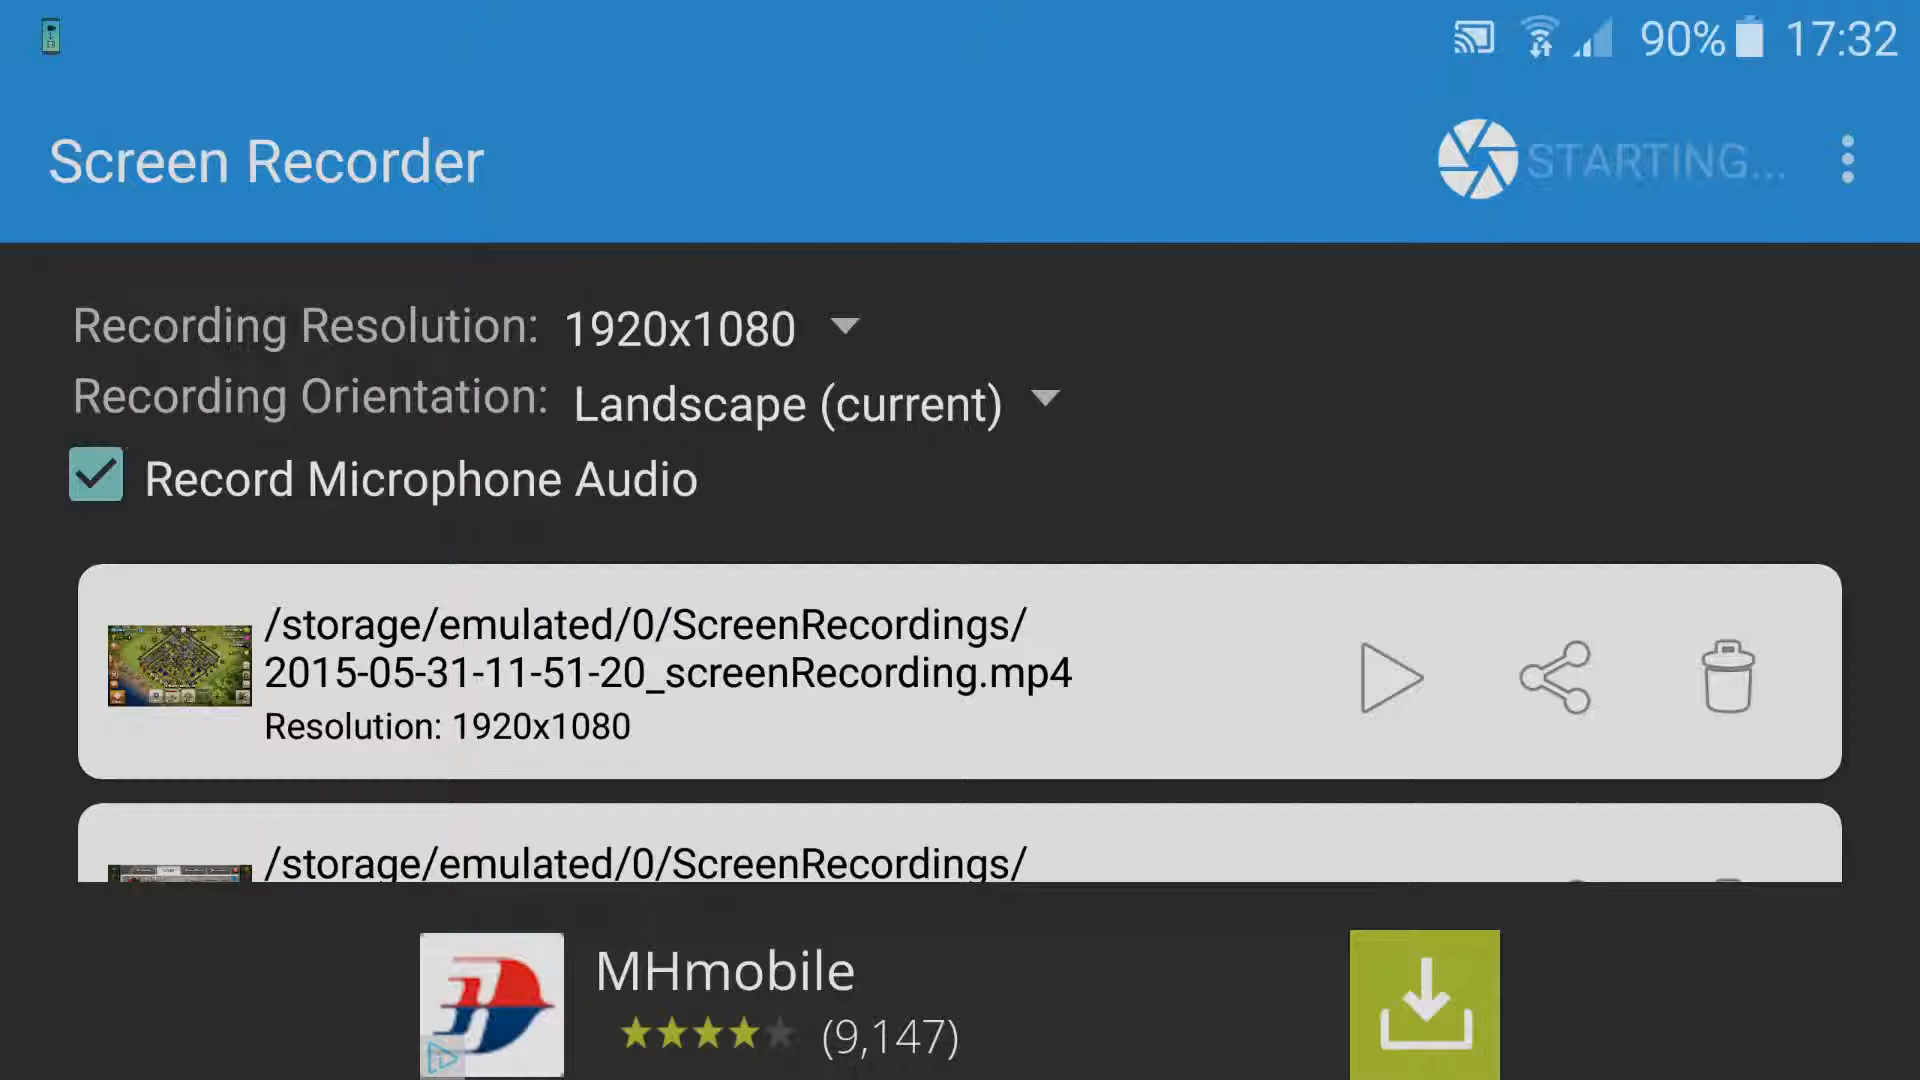 90% 17:32
Screen Recorder
STARTING...
Recording Resolution: 1920x1080
Recording Orientation: Landscape (current)
Record Microphone Audio
/storage/emulated/0/ScreenRecordings/
2015-05-31-11-51-20_screenRecording.mp4
Resolution: 1920x1080
/storage/emulated/0/ScreenRecordings/
MHmobile
(9,147)